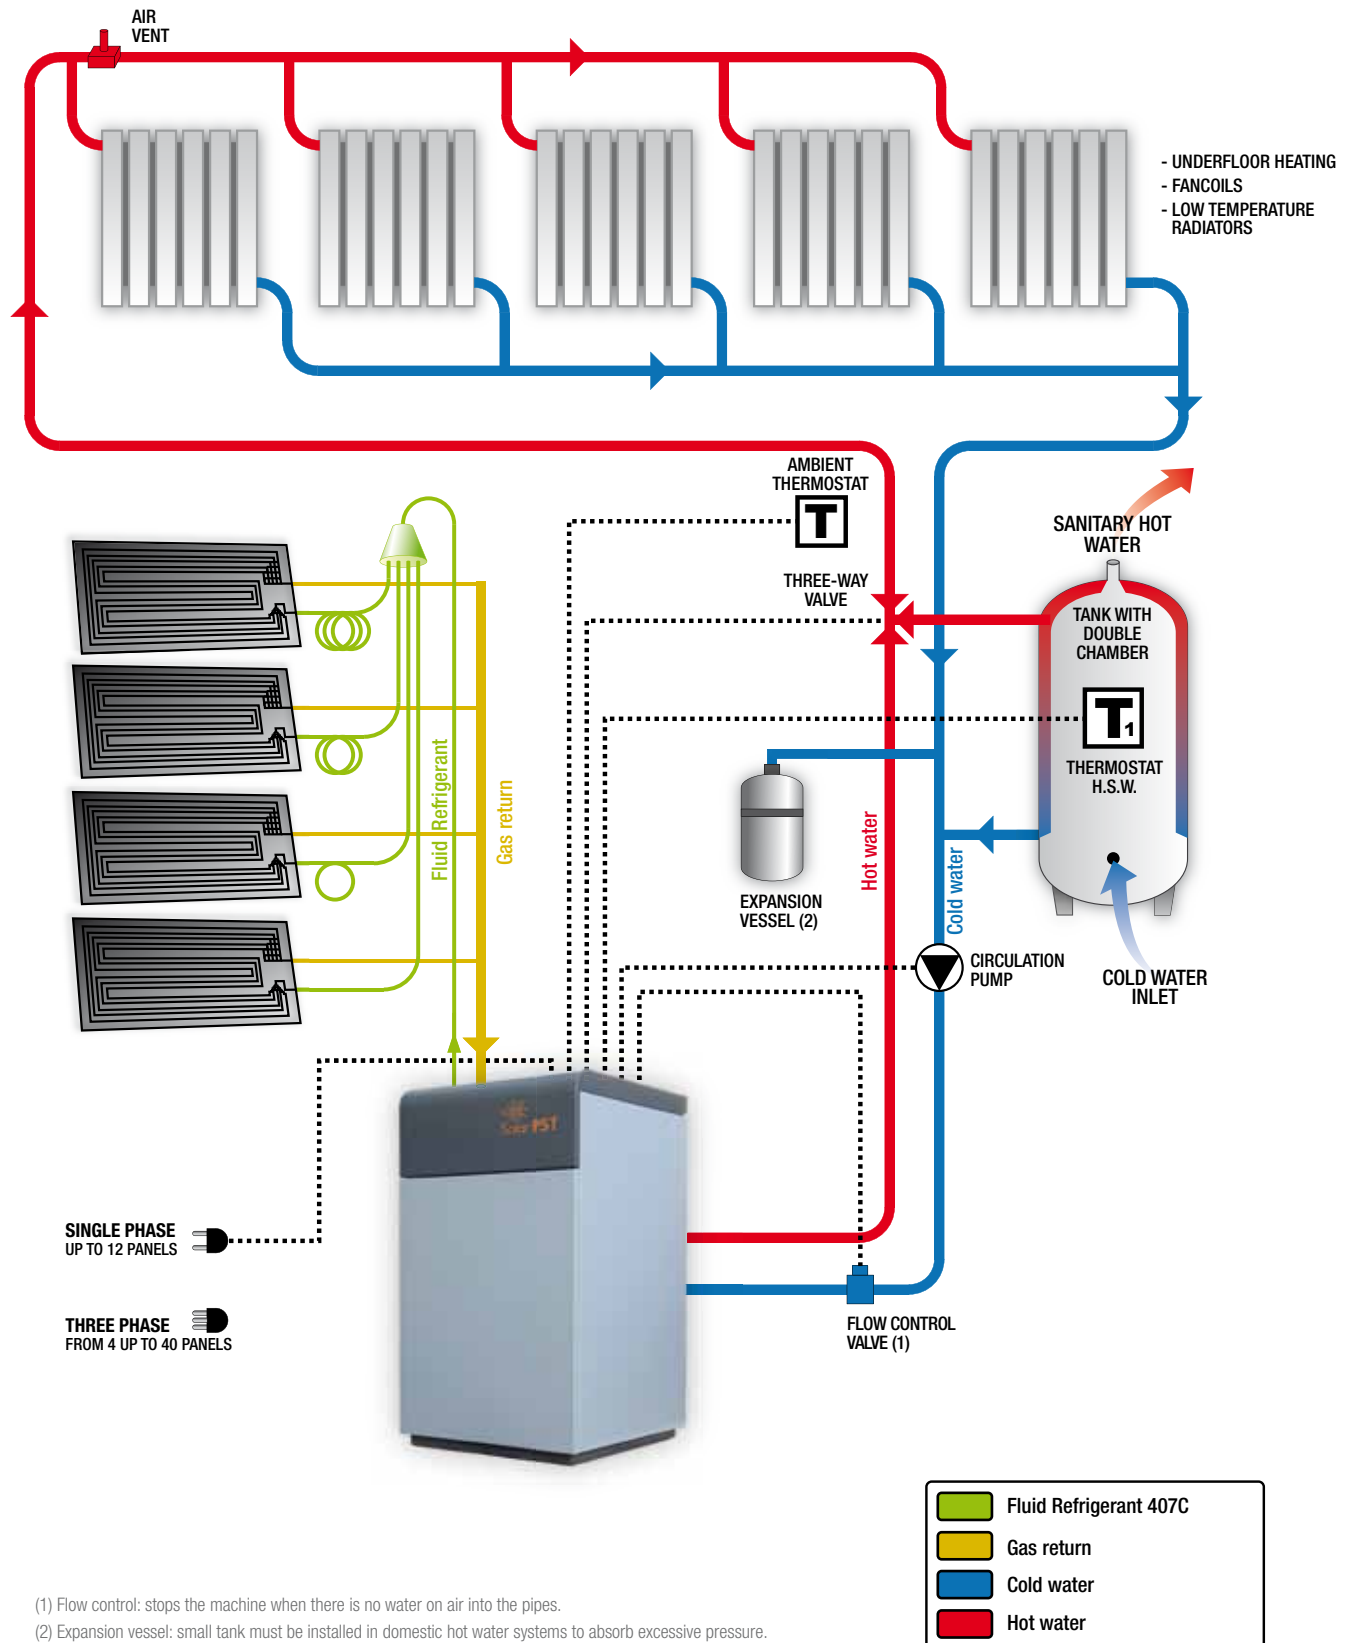 AIR
VENT
- UNDERFLOOR HEATING
- FANCOILS
- LOW TEMPERATURE
RADIATORS
AMBIENT
THERMOSTAT
T
SANITARY HOT
WATER
THREE-WAY
VALVE
TANK WITH
DOUBLE
CHAMBER
T1
THERMOSTAT
H.S.W.
Fluid Refrigerant
Gas return
Hot water
Cold water
EXPANSION
VESSEL (2)
CIRCULATION
PUMP
COLD WATER
INLET
PST
SINGLE PHASE
UP TO 12 PANELS
THREE PHASE
FROM 4 UP TO 40 PANELS
FLOW CONTROL
VALVE (1)
Fluid Refrigerant 407C
Gas return
Cold water
Hot water
(1) Flow control: stops the machine when there is no water on air into the pipes.
(2) Expansion vessel: small tank must be installed in domestic hot water systems to absorb excessive pressure.